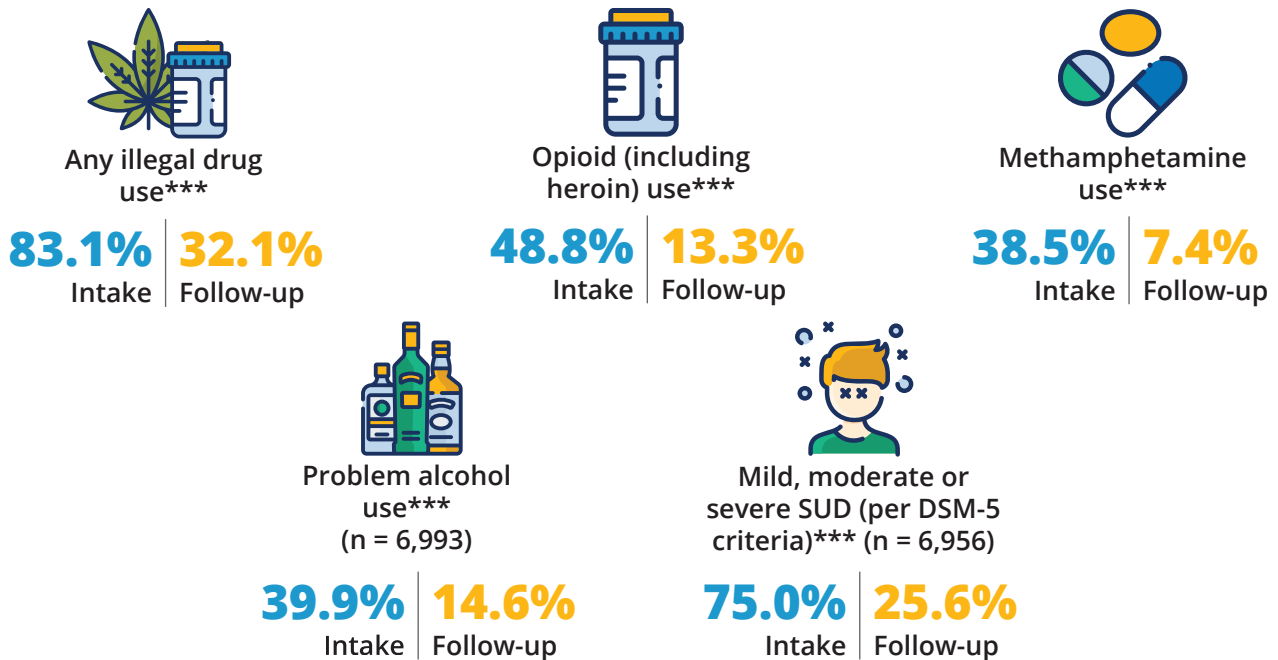 Any illegal drug
use***
83.1% 32.1%
Intake Follow-up
Opioid (including
heroin) use***
48.8% 13.3%
Intake Follow-up
Methamphetamine
use***
38.5% 7.4%
Intake Follow-up
Problem alcohol
use***
(n = 6,993)
39.9% 14.6%
Intake Follow-up
Mild, moderate or
severe SUD (per DSM-5
criteria)*** (n = 6,956)
75.0% 25.6%
Intake Follow-up